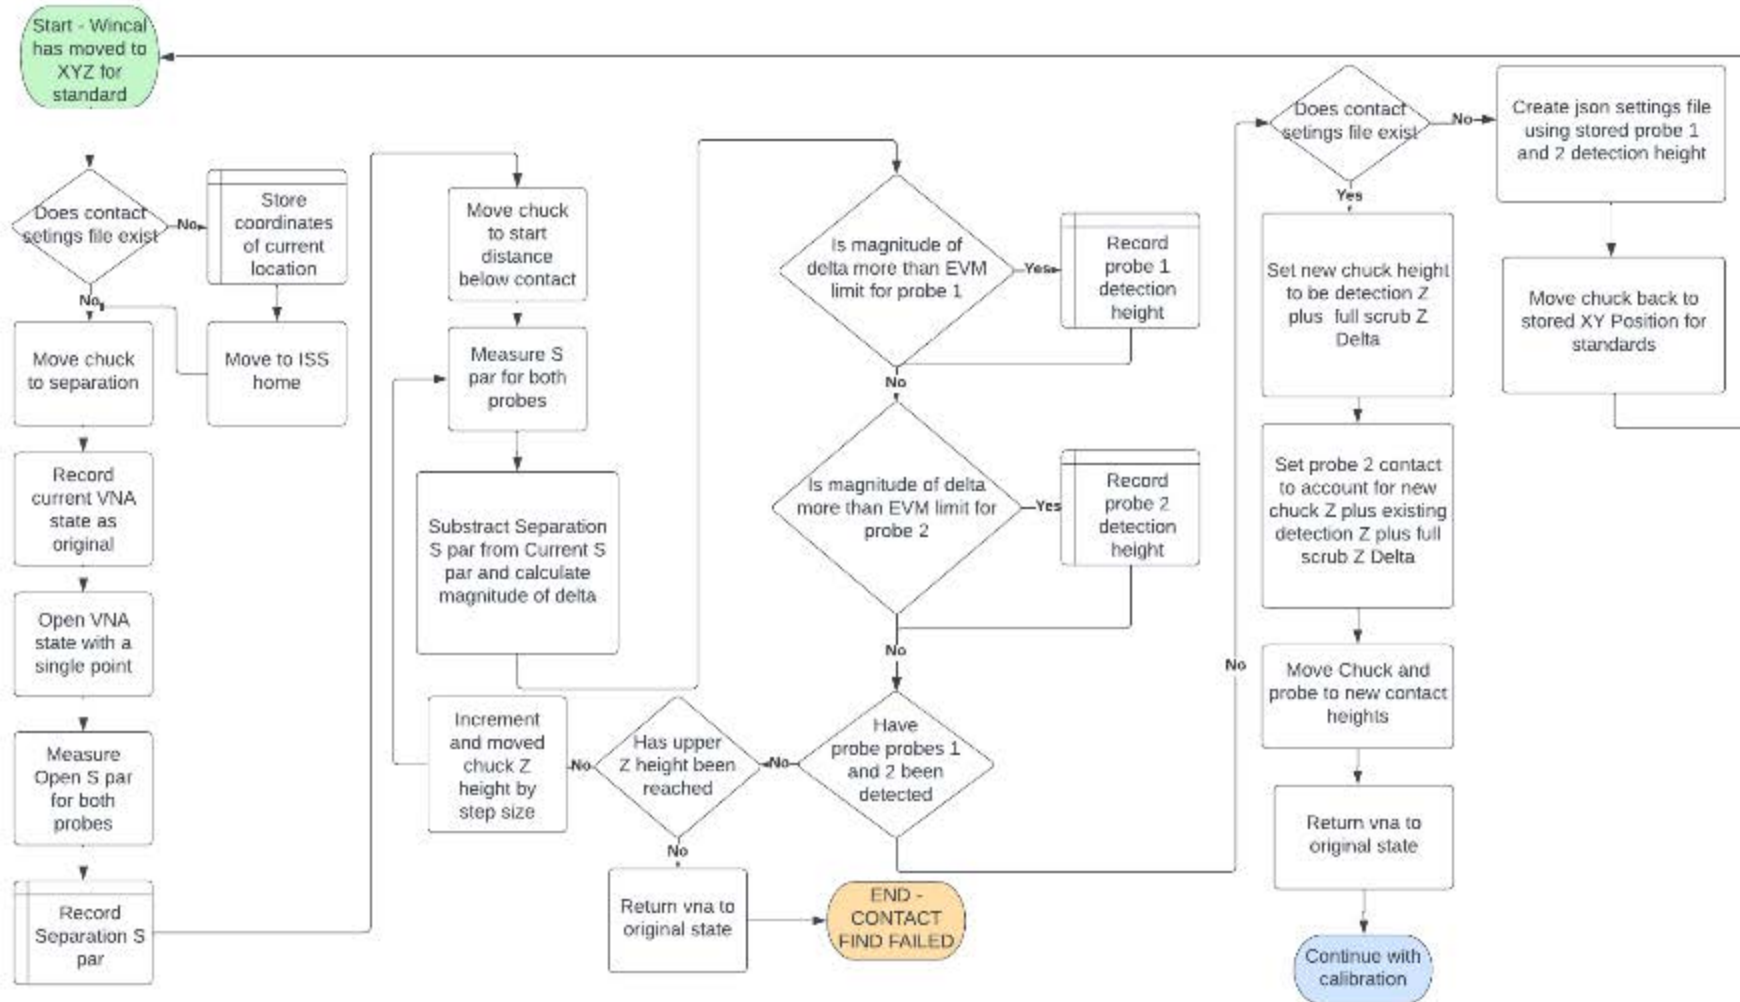 Start - Wincal
has moved to
XYZ for
standard
Does contact
setings file exist
No
Store
coordinates
of current
location
Move to ISS
home
No
Move chuck
to separation
Record
current VNA
state as
original
Open VNA
state with a
single point
Measure
Open S par
for both
probes
Record
Separation S
par
Move chuck
to start
distance
below contact
Measure S
par for both
probes
Substract Separation
S par from Current S
par and calculate
magnitude of delta
Is magnitude of
delta more than EVM
limit for probe 1
Yes
Record
probe 1
detection
height
No
Is magnitude of delta
more than EVM limit for
probe 2
Yes
Record
probe 2
detection
height
No
Have
probe probes 1
and 2 been
detected
No
Has upper
Z height been
reached
No
Increment
and moved
chuck Z
height by
step size
No
Return vna to
original state
END -
CONTACT
FIND FAILED
No
Does contact
setings file exist
No
Create json settings file
using stored probe 1
and 2 detection height
Move chuck back to
stored XY Position for
standards
Yes
Set new chuck height
to be detection Z
plus full scrub Z
Delta
Set probe 2 contact
to account for new
chuck Z plus existing
detection Z plus full
scrub Z Delta
Move Chuck and
probe to new contact
heights
Return vna to
original state
Continue with
calibration